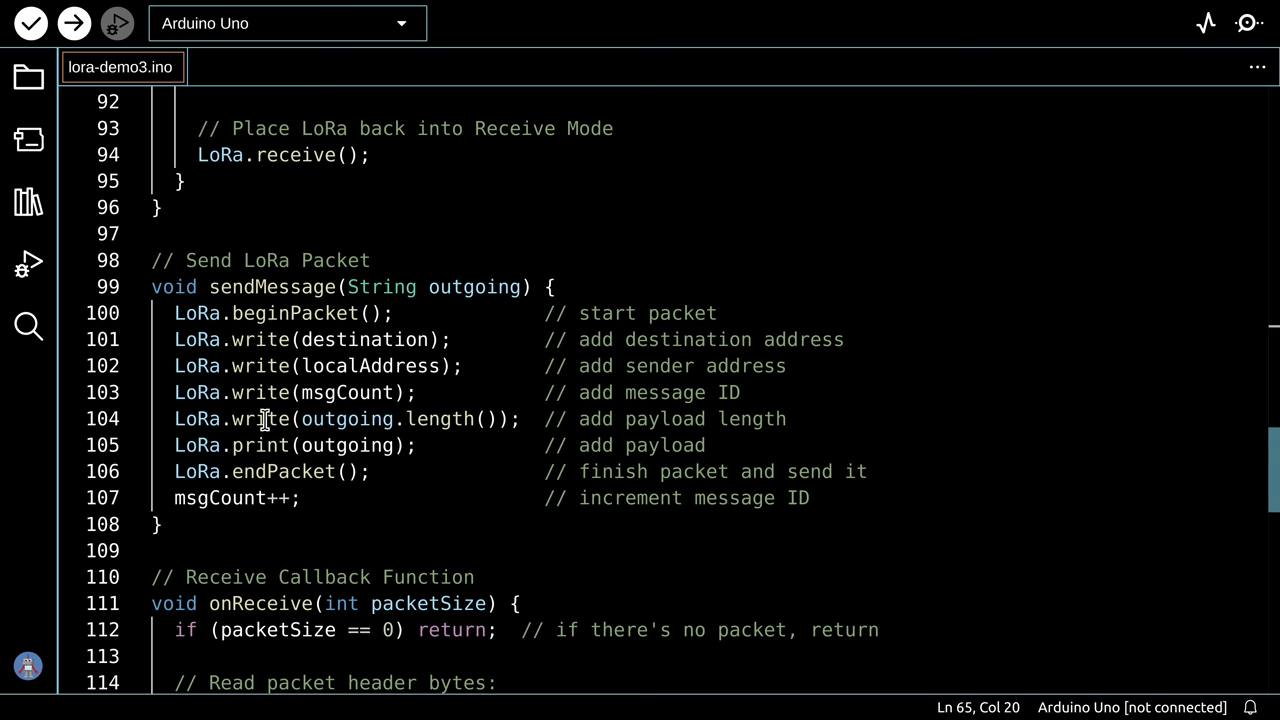 Arduino Uno
lora-demo3.ino
92
93 // Place LoRa back into Receive Mode
94 LoRa.receive();
95 }
96 }
97
98 // Send LoRa Packet
99 void sendMessage(String outgoing) {
100 LoRa.beginPacket(); // start packet
101 LoRa.write(destination); // add destination address
102 LoRa.write(localAddress); // add sender address
103 LoRa.write(msgCount); // add message ID
104 LoRa.write(outgoing.length()); // add payload length
105 LoRa.print(outgoing); // add payload
106 LoRa.endPacket(); // finish packet and send it
107 msgCount++; // increment message ID
108 }
109
110 // Receive Callback Function
111 void onReceive(int packetSize) {
112 if (packetSize == 0) return; // if there's no packet, return
113
114 // Read packet header bytes:
Ln 65, Col 20 Arduino Uno [not connected]